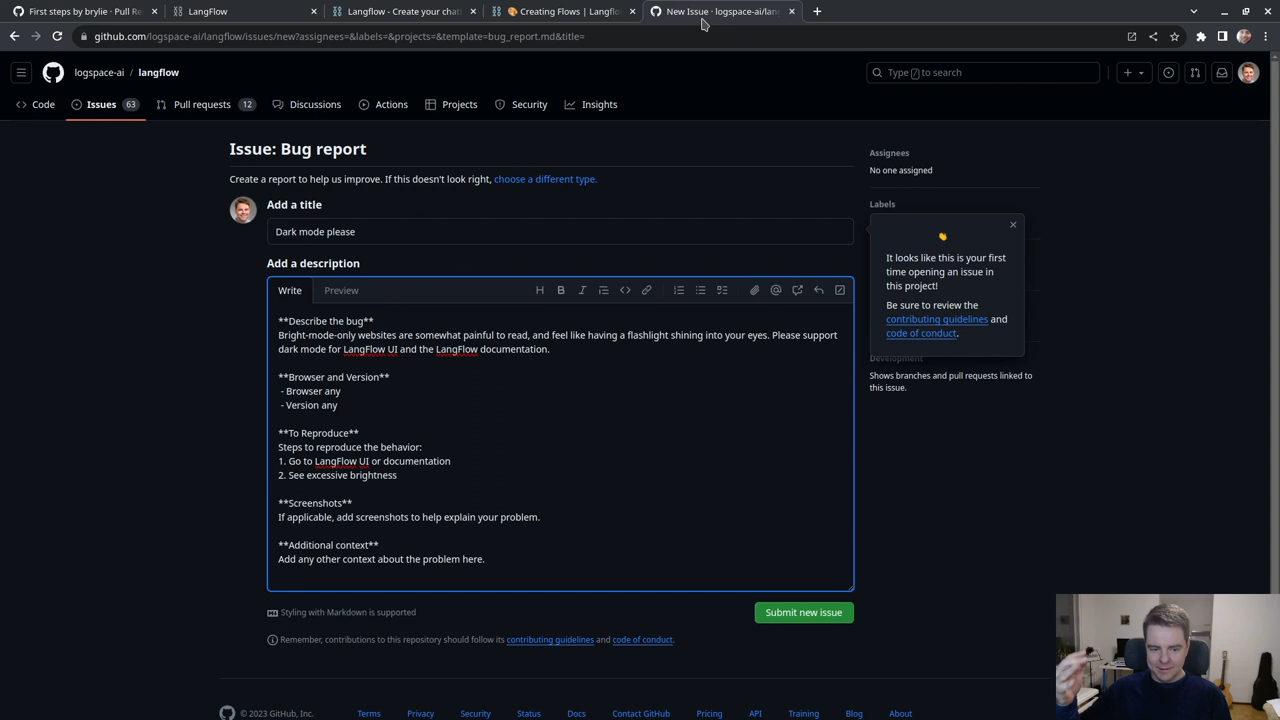 First steps by brylie · Pull Re
LangFlow
Langflow - Create your chat
🎨 Creating Flows | Langflo
New Issue · logspace-ai/lang
github.com/logspace-ai/langflow/issues/new?assignees=&labels=&projects=&template=bug_report.md&title=
logspace-ai / langflow
Type / to search
Code
Issues 63
Pull requests 12
Discussions
Actions
Projects
Security
Insights
Issue: Bug report
Create a report to help us improve. If this doesn't look right, choose a different type.
Add a title
Dark mode please
Add a description
Write
Preview
**Describe the bug**
Bright-mode-only websites are somewhat painful to read, and feel like having a flashlight shining into your eyes. Please support
dark mode for LangFlow UI and the LangFlow documentation.
**Browser and Version**
- Browser any
- Version any
**To Reproduce**
Steps to reproduce the behavior:
1. Go to LangFlow UI or documentation
2. See excessive brightness
**Screenshots**
If applicable, add screenshots to help explain your problem.
**Additional context**
Add any other context about the problem here.
Styling with Markdown is supported
Submit new issue
Remember, contributions to this repository should follow its contributing guidelines and code of conduct.
Assignees
No one assigned
Labels
👏
It looks like this is your first
time opening an issue in
this project!
Be sure to review the
contributing guidelines and
code of conduct.
Development
Shows branches and pull requests linked to
this issue.
© 2023 GitHub, Inc.
Terms
Privacy
Security
Status
Docs
Contact GitHub
Pricing
API
Training
Blog
About